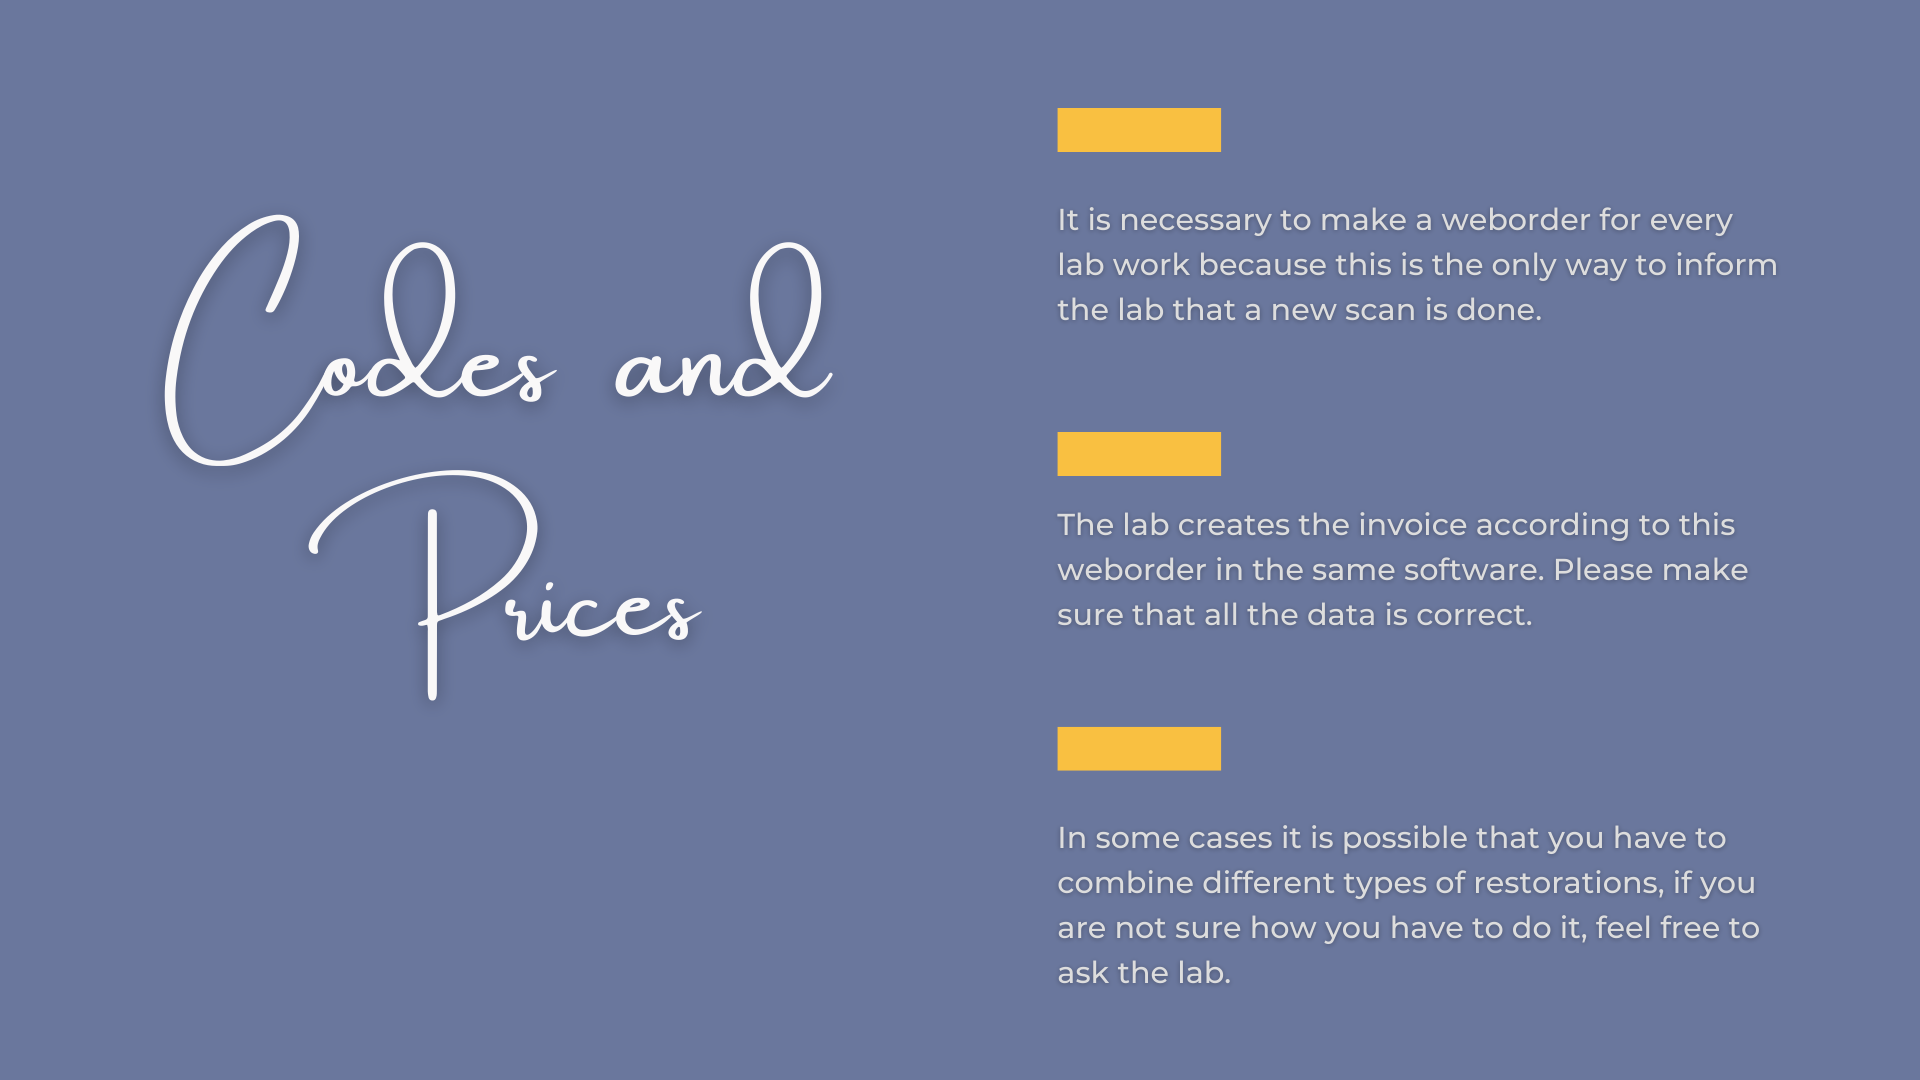 Codes and
Prices
It is necessary to make a weborder for every
lab work because this is the only way to inform
the lab that a new scan is done.
The lab creates the invoice according to this
weborder in the same software. Please make
sure that all the data is correct.
In some cases it is possible that you have to
combine different types of restorations, if you
are not sure how you have to do it, feel free to
ask the lab.